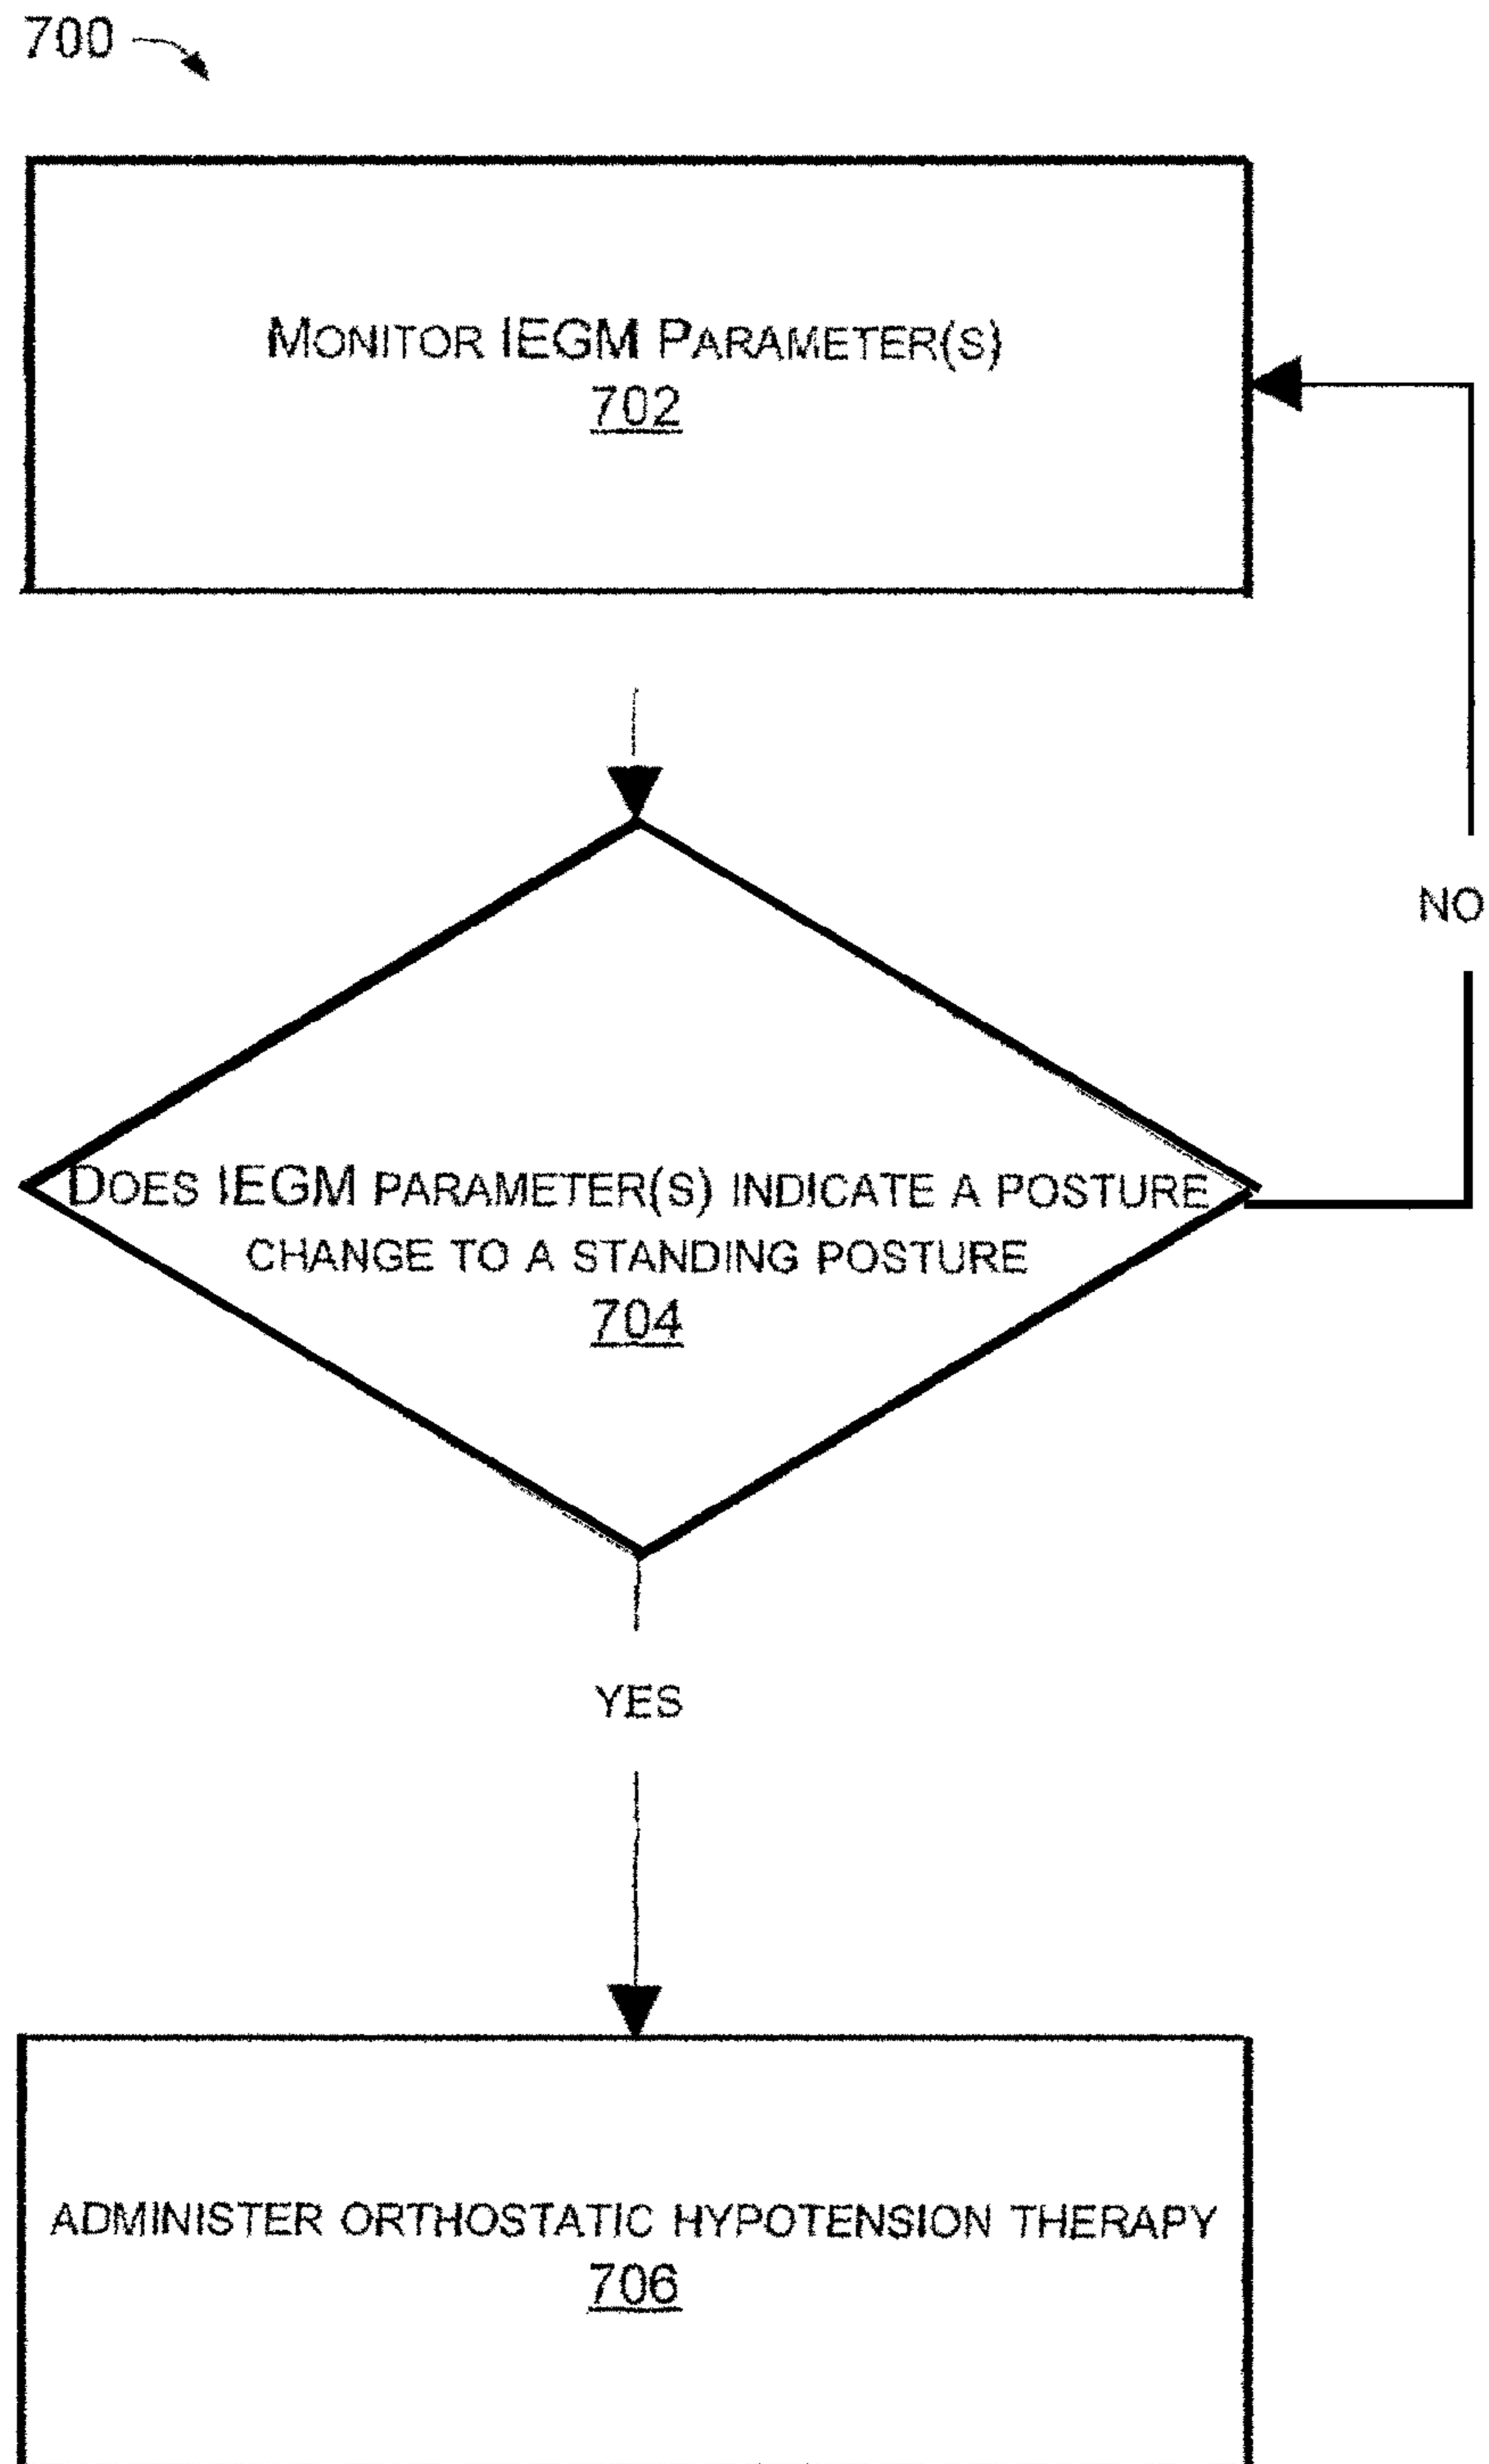 700
MONITOR IEGM PARAMETER(S)
702
DOES IEGM PARAMETER(S) INDICATE A POSTURE
CHANGE TO A STANDING POSTURE
704
NO
YES
ADMINISTER ORTHOSTATIC HYPOTENSION THERAPY
706